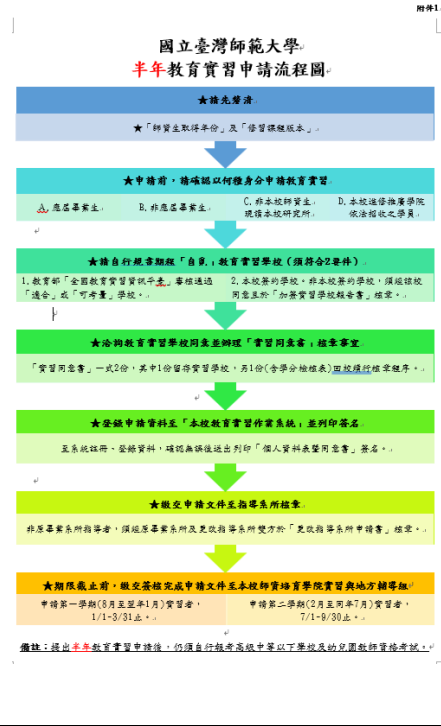 附件1
國立臺灣師範大學
半年教育實習申請流程圖
★請先釐清
★「師資生取得年份」及「修習課程版本」。
★申請前,請確認以何種身分申請教育實習
A. 應屆畢業生。
B. 非應屆畢業生。
C. 非本校師資生,
現讀本校研究所。
D. 本校進修推廣學院
依法招收之學員。
★請自行規書期程「自覓」教育實習學校(須符合2要件)
1. 教育部「全國教育實習資訊平臺」審核通過
「適合」或「可考量」學校。
2. 本校簽約學校。非本校簽約學校,須經該校
同意且於「加簽實習學校報告書」核章。
★洽詢教育實習學校同意並辦理「實習同意書」核章事宜
「實習同意書」一式2份,其中1份留存實習學校,另1份(含學分檢核表)回校續行核章程序。
★登錄申請資料至「本校教育實習作業系統」並列印簽名
至系統註冊、登錄資料,確認無誤後送出列印「個人資料表暨同意書」簽名。
★繳交申請文件至指導系所核章
非原畢業系所指導者,須經原畢業系所及更改指導系所雙方於「更改指導系所申請書」核章。
★期限截止前,繳交簽核完成申請文件至本校師資培育學院實習與地方輔導組
申請第一學期(8月至翌年1月)實習者,
1/1-3/31止。
申請第二學期(2月至同年7月)實習者,
7/1-9/30止。
備註:提出半年教育實習申請後,仍須自行報考高級中等以下學校及幼兒園教師資格考試。